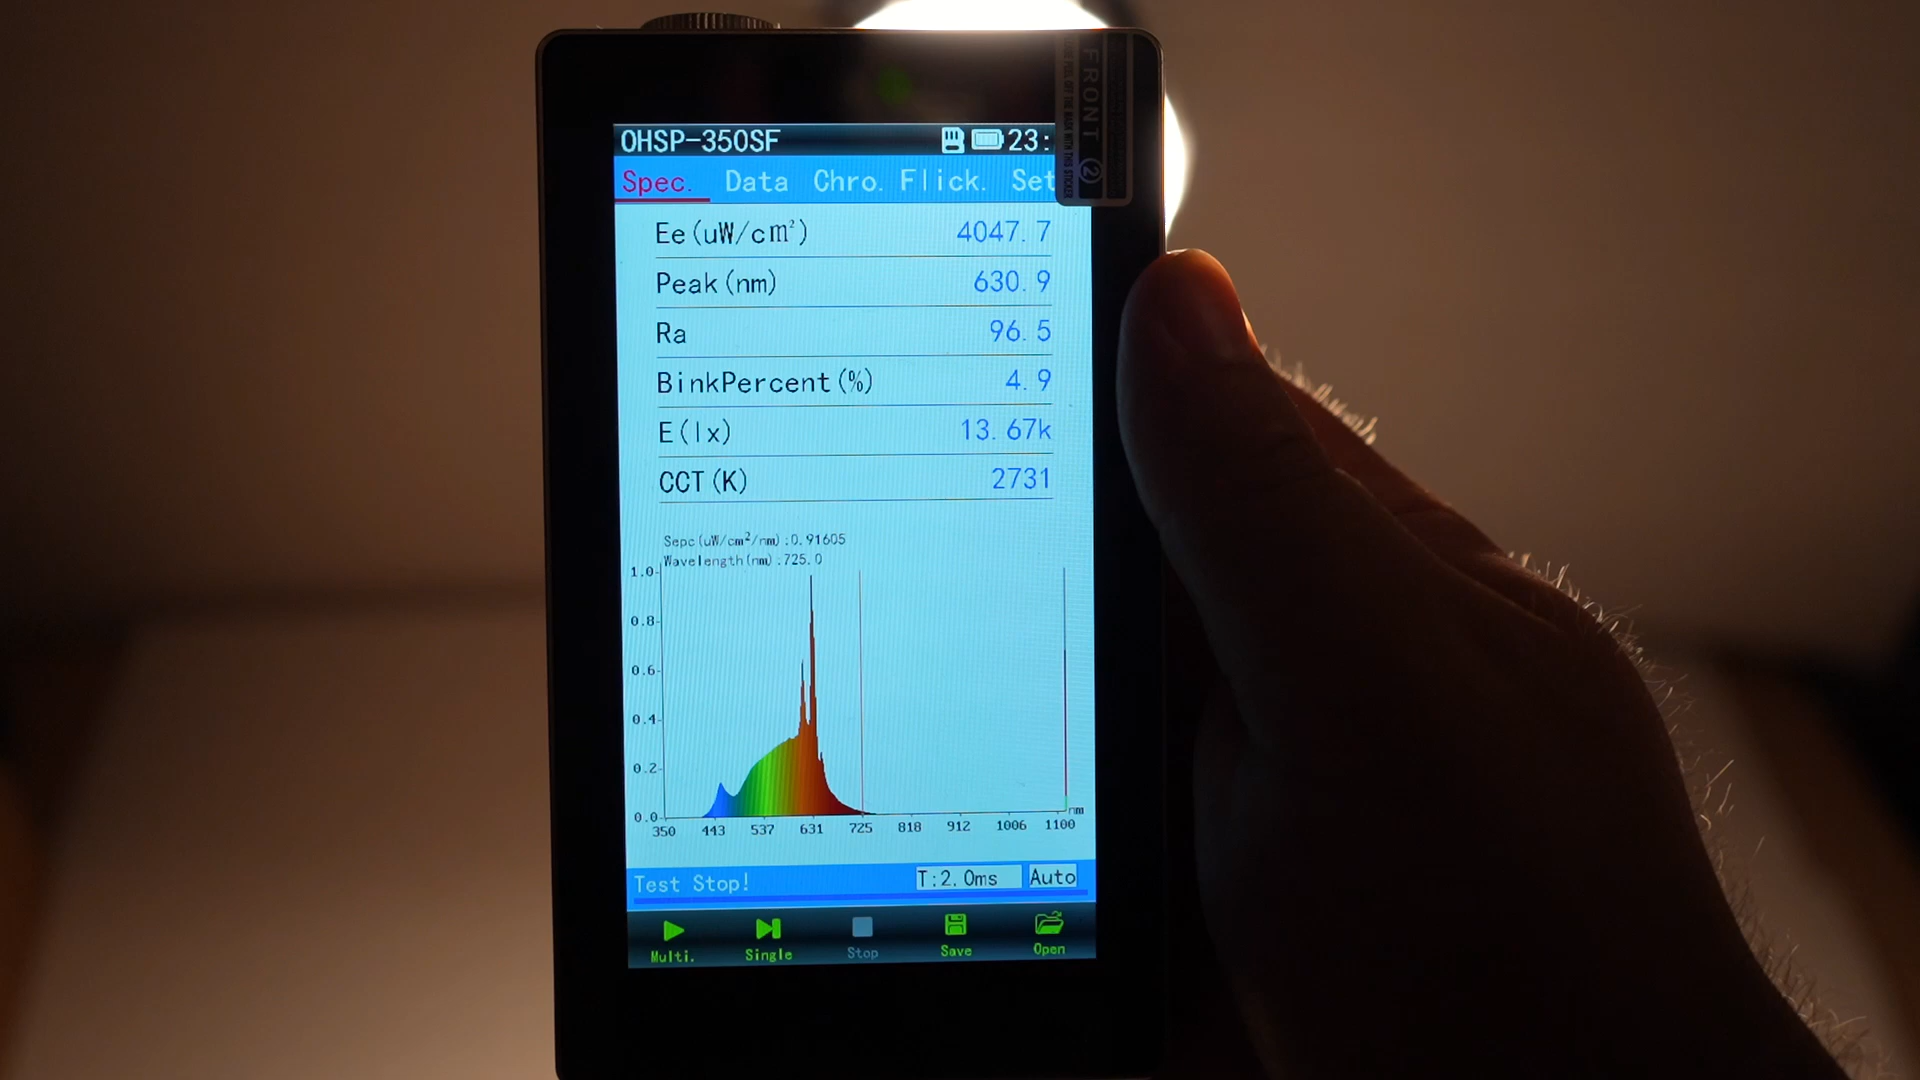 OHSP-350SF 23:
Spec. Data Chro. Flick. Set
FRONT ②
Ee(uW/cm²) 4047.7
Peak(nm) 630.9
Ra 96.5
BinkPercent(%) 4.9
E(lx) 13.67k
CCT(K) 2731
Sepc(uW/cm²/nm):0.91605
Wavelength(nm):725.0
1.0
0.8
0.6
0.4
0.2
0.0
nm
350 443 537 631 725 818 912 1006 1100
Test Stop! T:2.0ms Auto
Multi. Single Stop Save Open